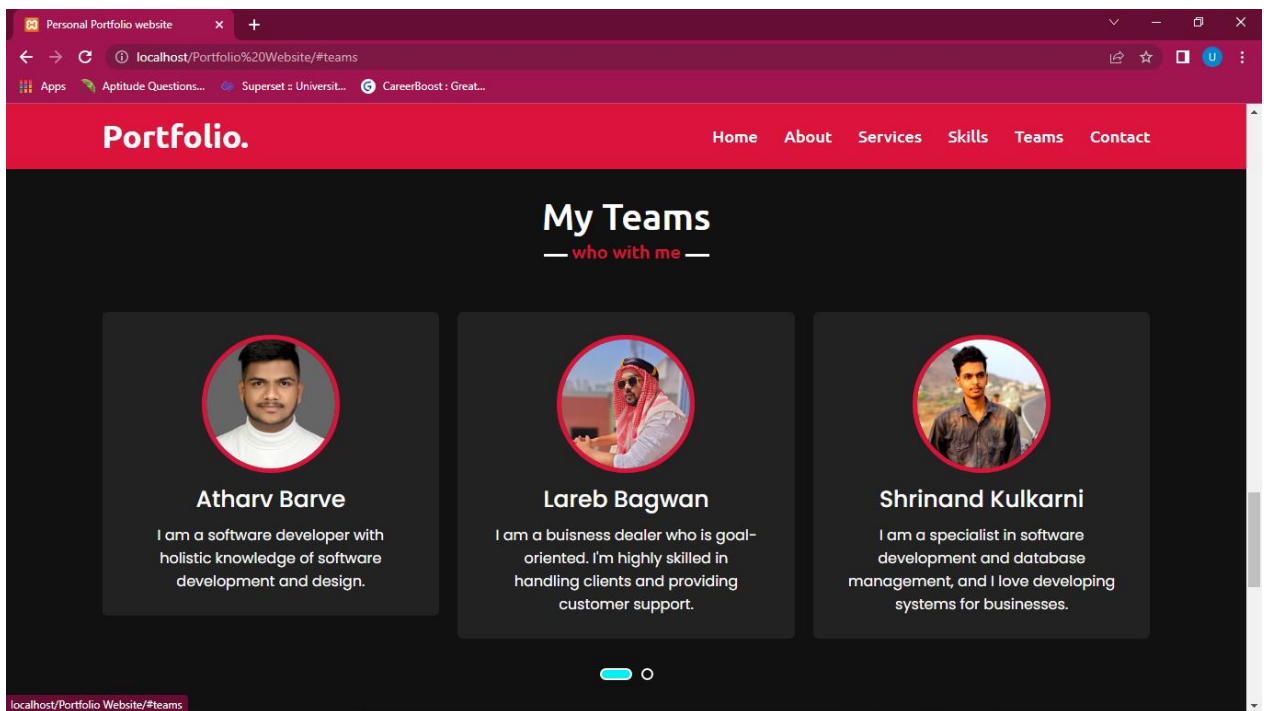 Personal Portfolio website
localhost/Portfolio%20Website/#teams
U
Apps Aptitude Questions... Superset :: Universit... CareerBoost : Great...
Portfolio. Home About Services Skills Teams Contact
My Teams
who with me
Atharv Barve
I am a software developer with
holistic knowledge of software
development and design.
Lareb Bagwan
I am a buisness dealer who is goal-
oriented. I'm highly skilled in
handling clients and providing
customer support.
Shrinand Kulkarni
I am a specialist in software
development and database
management, and I love developing
systems for businesses.
localhost/Portfolio Website/#teams